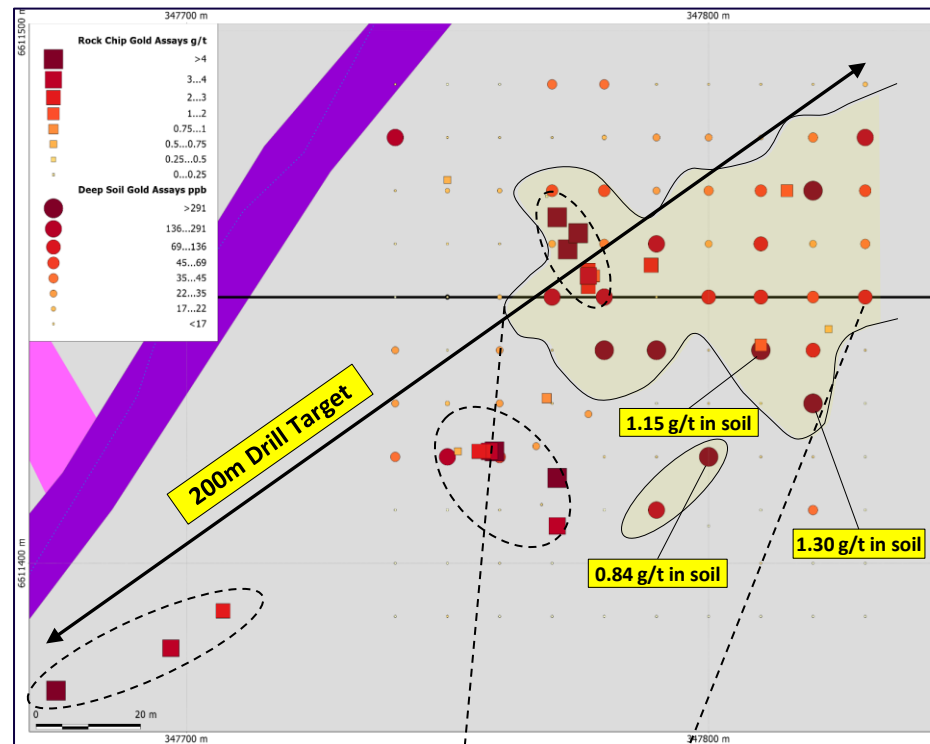 347700 m
347800 m
6611500 m
Rock Chip Gold Assays g/t
>4
3...4
2...3
1...2
0.75...1
0.5...0.75
0.25...0.5
0...0.25
Deep Soil Gold Assays ppb
>291
136...291
69...136
45...69
35...45
22...35
17...22
<17
200m Drill Target
1.15 g/t in soil
1.30 g/t in soil
0.84 g/t in soil
6611400 m
0
20 m
347700 m
347800 m